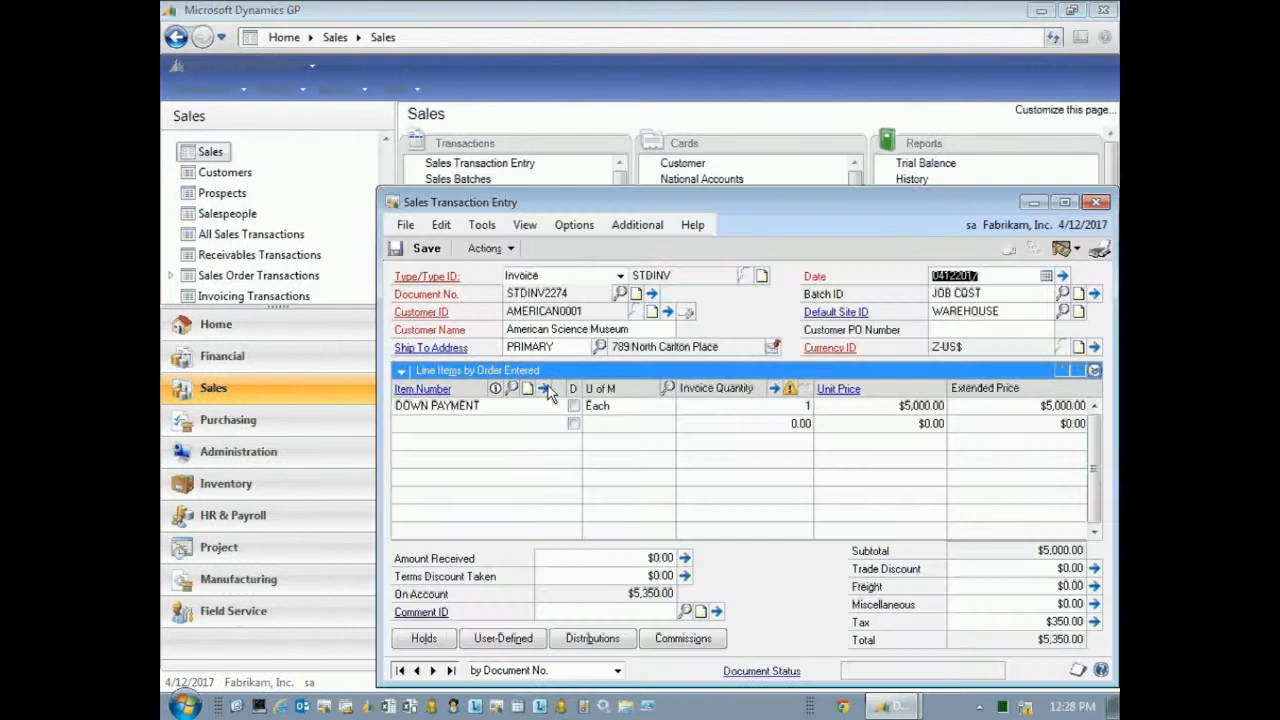 Microsoft Dynamics GP
Home Sales Sales
Sales
Sales
Customers
Prospects
Salespeople
All Sales Transactions
Receivables Transactions
Sales Order Transactions
Invoicing Transactions
Home
Financial
Sales
Purchasing
Administration
Inventory
HR & Payroll
Project
Manufacturing
Field Service
4/12/2017 Fabrikam, Inc. sa
Sales
Customize this page...
Transactions Cards Reports
Sales Transaction Entry Customer Trial Balance
Sales Batches National Accounts History
Sales Transaction Entry
File Edit Tools View Options Additional Help sa Fabrikam, Inc. 4/12/2017
Save Actions
Type/Type ID: Invoice STDINV Date 04122017
Document No. STDINV2274 Batch ID JOB COST
Customer ID AMERICAN0001 Default Site ID WAREHOUSE
Customer Name American Science Museum Customer PO Number
Ship To Address PRIMARY 789 North Carlton Place Currency ID Z-US$
Line Items by Order Entered
Item Number D U of M Invoice Quantity Unit Price Extended Price
DOWN PAYMENT Each 1 $5,000.00 $5,000.00
0.00 $0.00 $0.00
Amount Received $0.00 Subtotal $5,000.00
Terms Discount Taken $0.00 Trade Discount $0.00
On Account $5,350.00 Freight $0.00
Comment ID Miscellaneous $0.00
Tax $350.00
Holds User-Defined Distributions Commissions Total $5,350.00
by Document No. Document Status
D...
12:28 PM